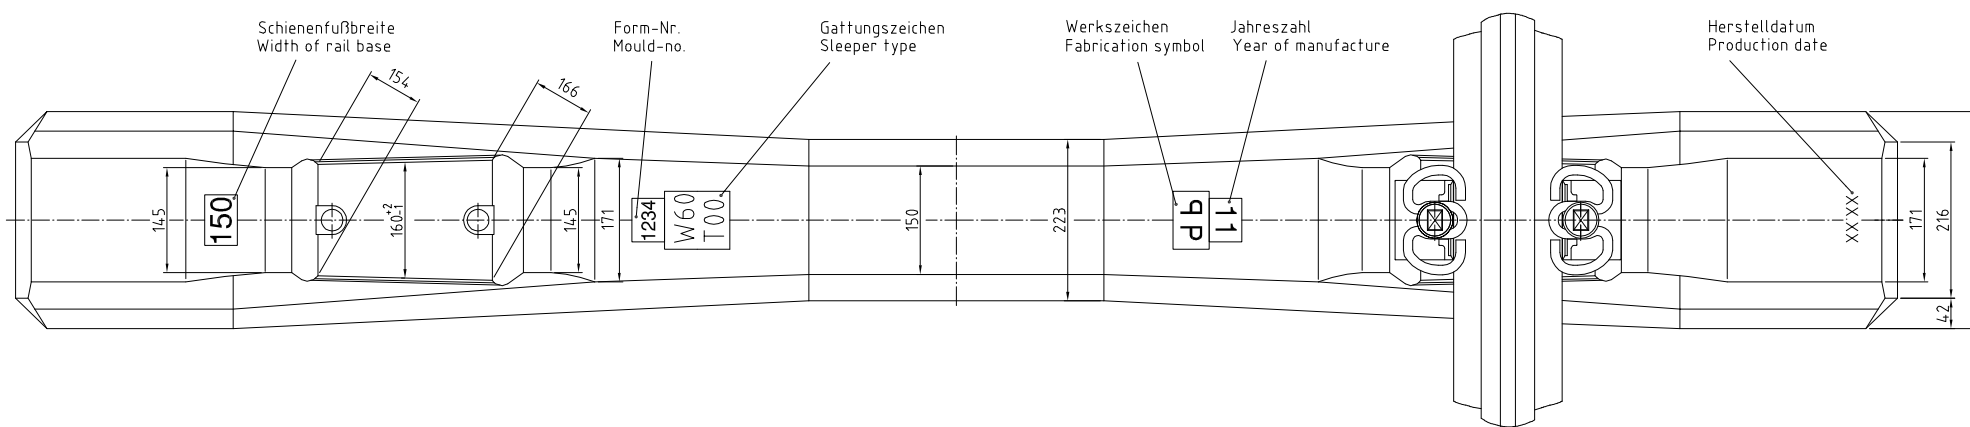 Schienenfußbreite
Width of rail base
Form-Nr.
Mould-no.
Gattungszeichen
Sleeper type
Werkszeichen
Fabrication symbol
Jahreszahl
Year of manufacture
Herstelldatum
Production date
154
166
145
150
160+2-1
145
171
1234
W60
T00
150
223
dP
11
XX XX
171
216
42